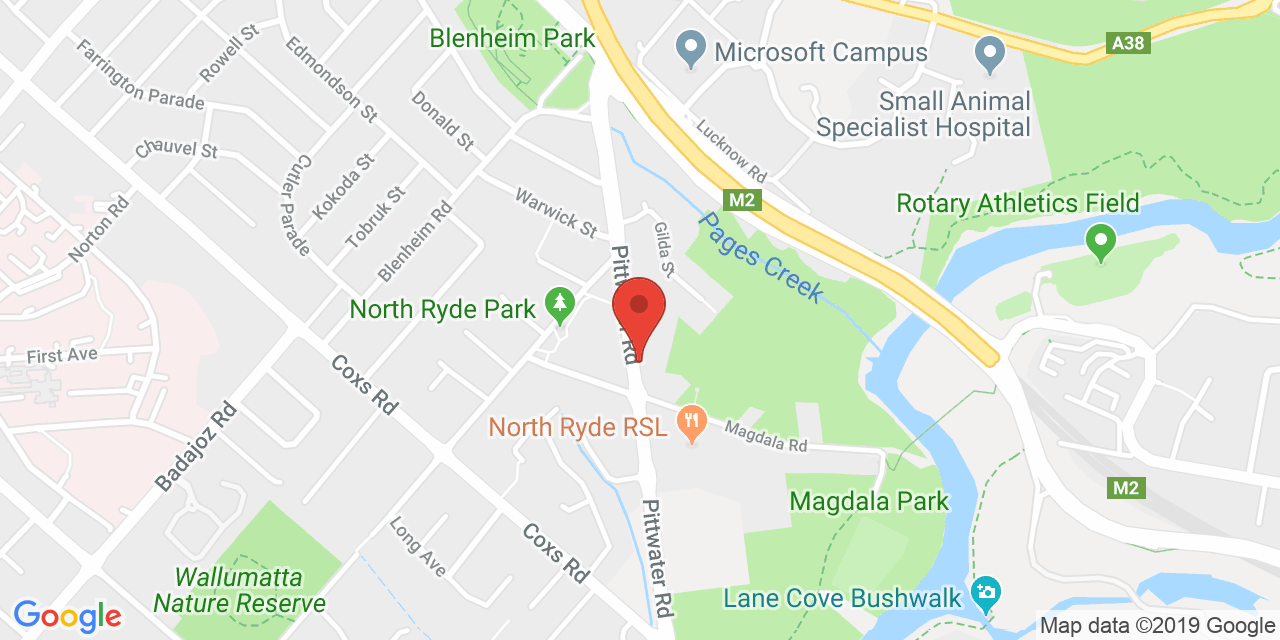 Blenheim Park
Microsoft Campus
A38
Small Animal
Specialist Hospital
Rowell St
Farrington Parade
Edmondson St
Donald St
Chauvel St
Cutler Parade
Kokoda St
Tobruk St
Blenheim Rd
Norton Rd
Warwick St
Lucknow Rd
M2
Rotary Athletics Field
Gilda St
Pages Creek
North Ryde Park
First Ave
Coxs Rd
Badajoz Rd
North Ryde RSL
Magdala Rd
Magdala Park
M2
Pittwater Rd
Long Ave
Coxs Rd
Wallumatta
Nature Reserve
Lane Cove Bushwalk
Google
Map data ©2019 Google